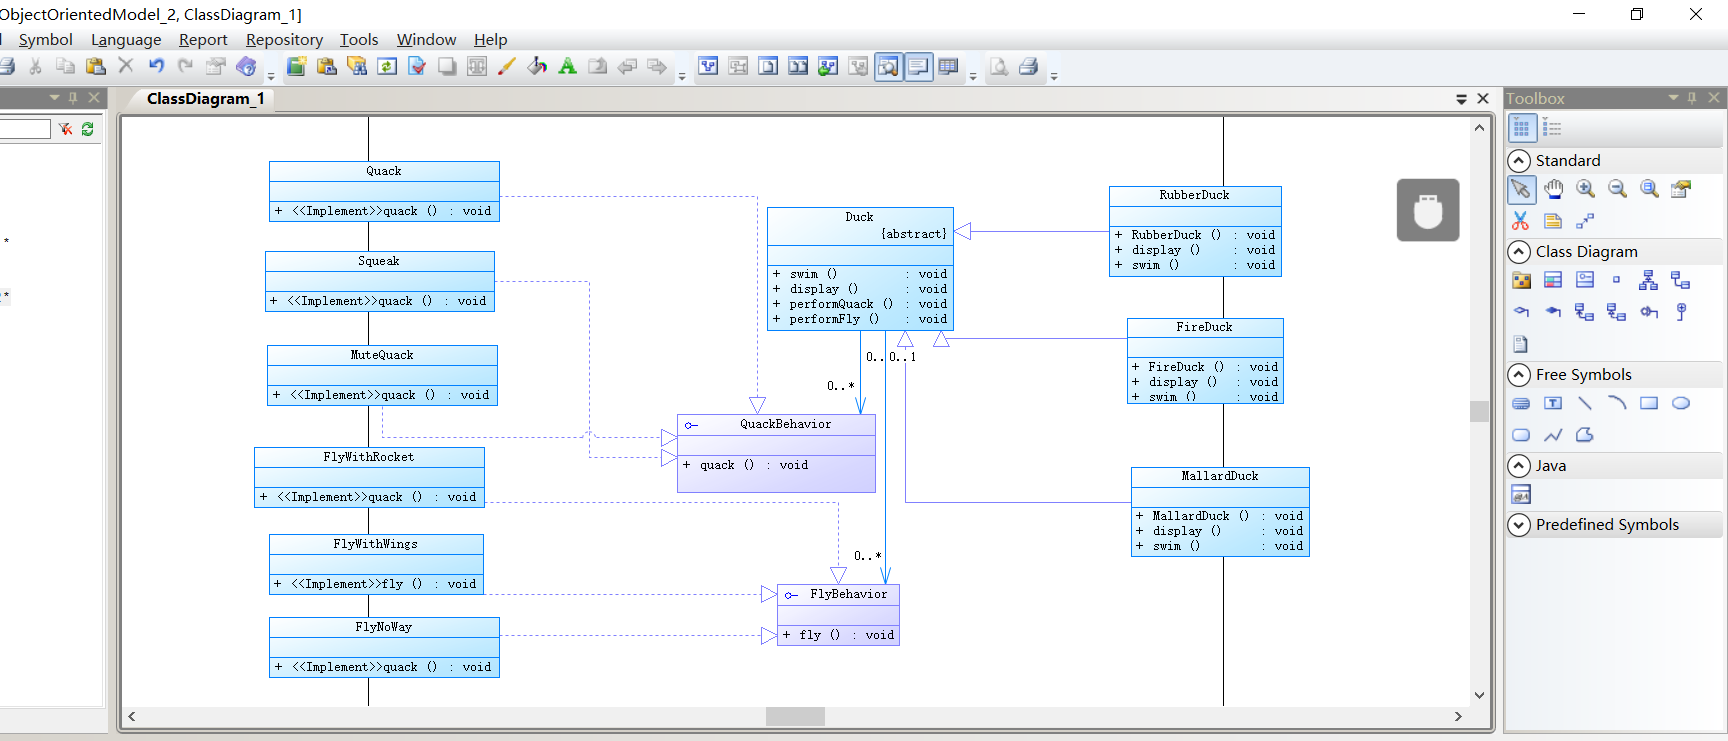 ObjectOrientedModel_2, ClassDiagram_1]
Symbol Language Report Repository Tools Window Help
ClassDiagram_1
Toolbox
Standard
Class Diagram
Free Symbols
Java
Predefined Symbols
*
*
Quack
+ <<Implement>>quack () : void
Squeak
+ <<Implement>>quack () : void
MuteQuack
+ <<Implement>>quack () : void
FlyWithRocket
+ <<Implement>>quack () : void
FlyWithWings
+ <<Implement>>fly () : void
FlyNoWay
+ <<Implement>>quack () : void
Duck
{abstract}
+ swim () : void
+ display () : void
+ performQuack () : void
+ performFly () : void
0..
0..1
0..*
QuackBehavior
+ quack () : void
0..*
FlyBehavior
+ fly () : void
RubberDuck
+ RubberDuck () : void
+ display () : void
+ swim () : void
FireDuck
+ FireDuck () : void
+ display () : void
+ swim () : void
MallardDuck
+ MallardDuck () : void
+ display () : void
+ swim () : void